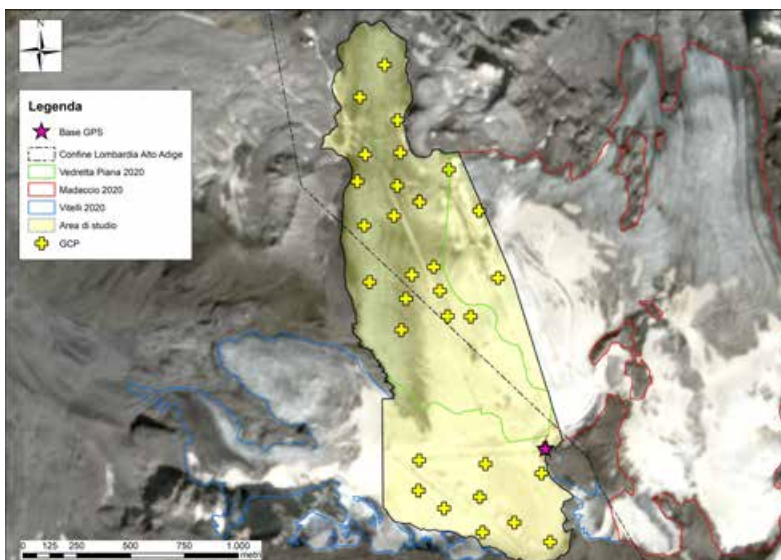 N
Legenda
Base GPS
Confine Lombardia Alto Adige
Vedretta Piana 2020
Madaccio 2020
Vitelli 2020
Area di studio
GCP
0 125 250 500 750 1.000
metri